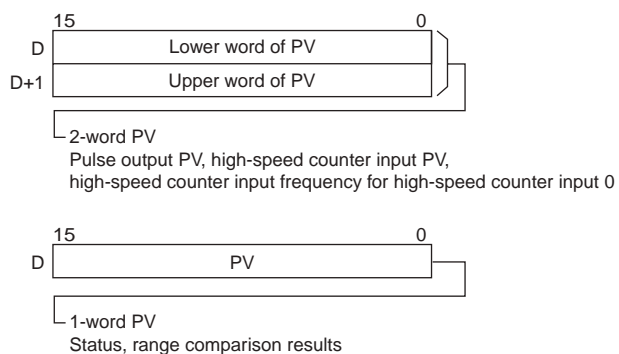 15 0
D Lower word of PV
D+1 Upper word of PV
2-word PV
Pulse output PV, high-speed counter input PV,
high-speed counter input frequency for high-speed counter input 0
15 0
D PV
1-word PV
Status, range comparison results